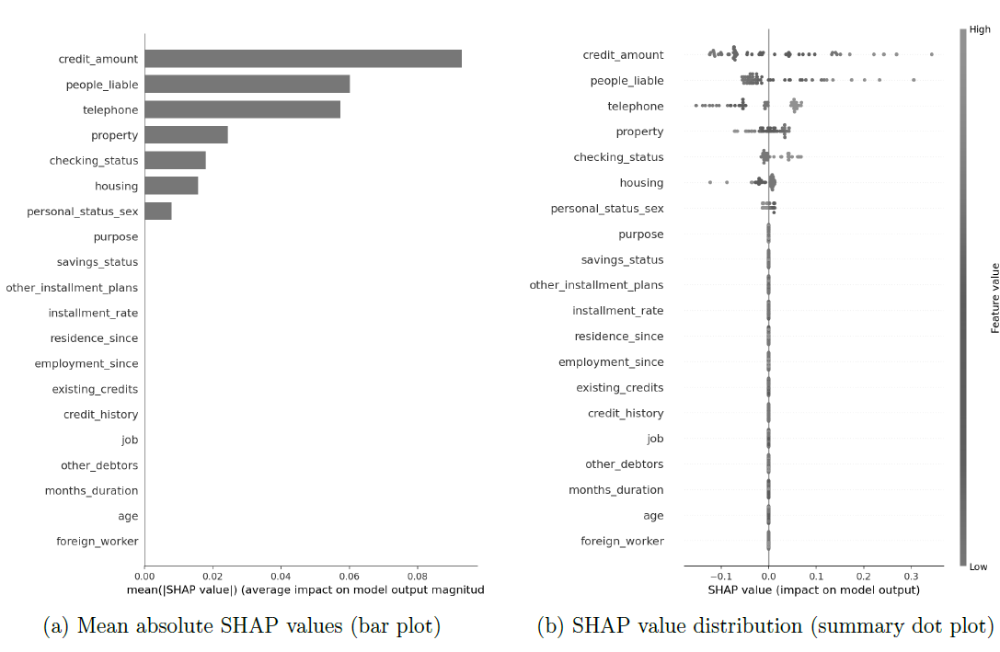 credit_amount
people_liable
telephone
property
checking_status
housing
personal_status_sex
purpose
savings_status
other_installment_plans
installment_rate
residence_since
employment_since
existing_credits
credit_history
job
other_debtors
months_duration
age
foreign_worker
0.00 0.02 0.04 0.06 0.08
mean(|SHAP value|) (average impact on model output magnitud
(a) Mean absolute SHAP values (bar plot)
credit_amount
people_liable
telephone
property
checking_status
housing
personal_status_sex
purpose
savings_status
other_installment_plans
installment_rate
residence_since
employment_since
existing_credits
credit_history
job
other_debtors
months_duration
age
foreign_worker
−0.1 0.0 0.1 0.2 0.3
SHAP value (impact on model output)
High
Feature value
Low
(b) SHAP value distribution (summary dot plot)